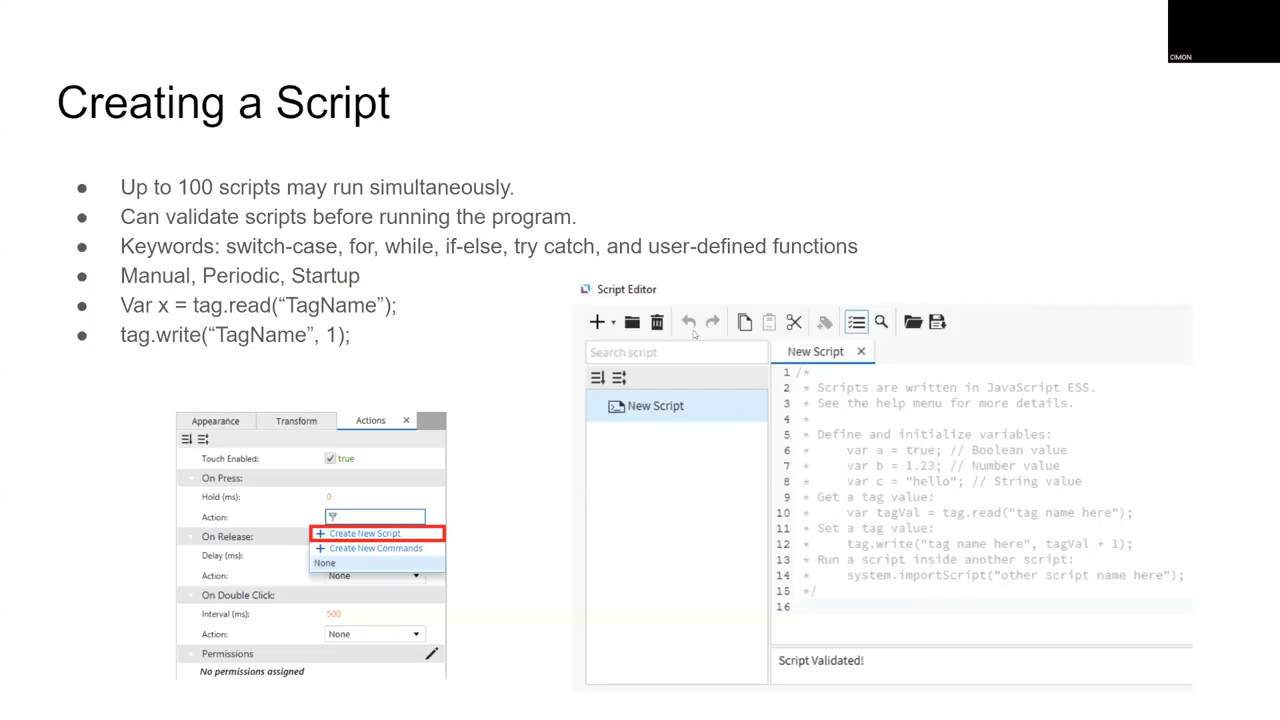 CIMON
Creating a Script
● Up to 100 scripts may run simultaneously.
● Can validate scripts before running the program.
● Keywords: switch-case, for, while, if-else, try catch, and user-defined functions
● Manual, Periodic, Startup
● Var x = tag.read(“TagName”);
● tag.write(“TagName”, 1);
Appearance Transform Actions ×
Touch Enabled: true
On Press:
Hold (ms): 0
Action:
Create New Script
On Release:
Create New Commands
Delay (ms):
None
Action: None
On Double Click:
Interval (ms): 500
Action: None
Permissions
No permissions assigned
Script Editor
Search script
New Script
New Script ×
1 /*
2 * Scripts are written in JavaScript ESS.
3 * See the help menu for more details.
4 *
5 * Define and initialize variables:
6 * var a = true; // Boolean value
7 * var b = 1.23; // Number value
8 * var c = "hello"; // String value
9 * Get a tag value:
10 * var tagVal = tag.read("tag name here");
11 * Set a tag value:
12 * tag.write("tag name here", tagVal + 1);
13 * Run a script inside another script:
14 * system.importScript("other script name here");
15 */
16
Script Validated!